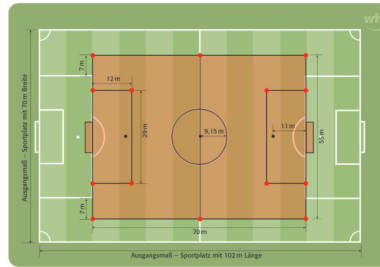 7 m
12 m
29 m
9,15 m
11 m
55 m
7 m
70 m
Ausgangsmaß – Sportplatz mit 70 m Breite
Ausgangsmaß – Sportplatz mit 102 m Länge